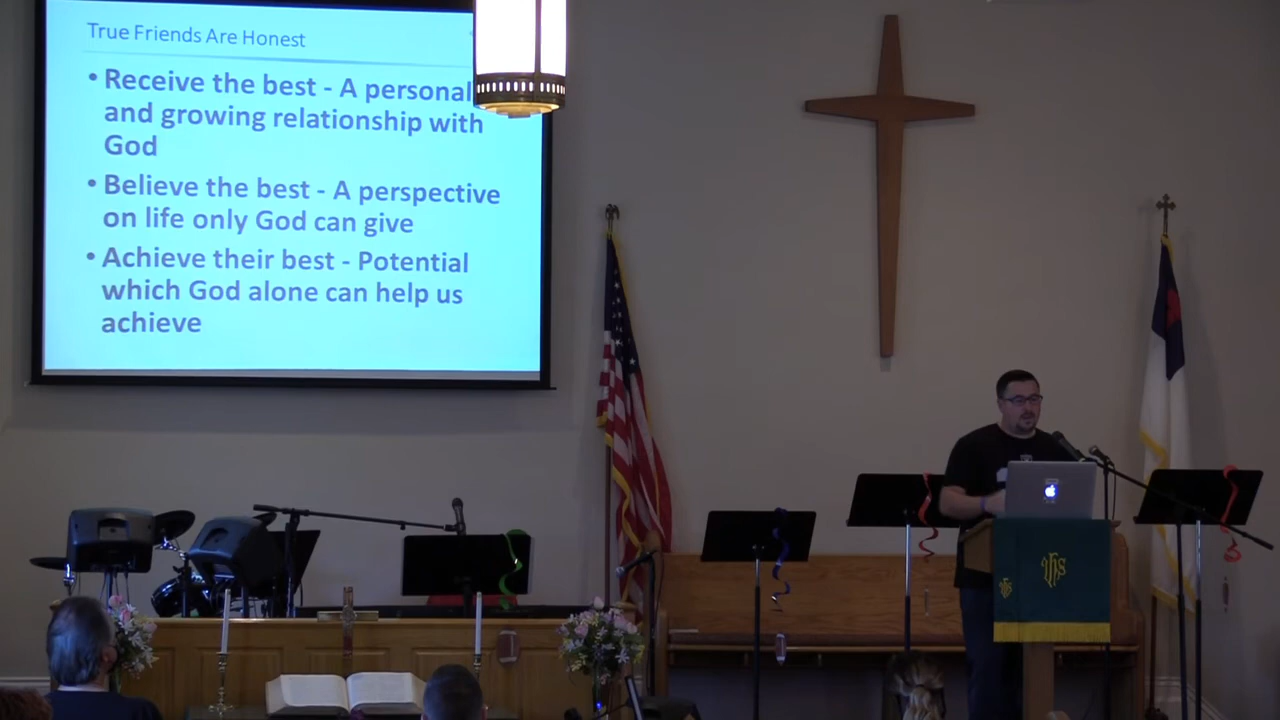 True Friends Are Honest
• Receive the best - A personal
and growing relationship with
God
• Believe the best - A perspective
on life only God can give
• Achieve their best - Potential
which God alone can help us
achieve
ihs
ihs